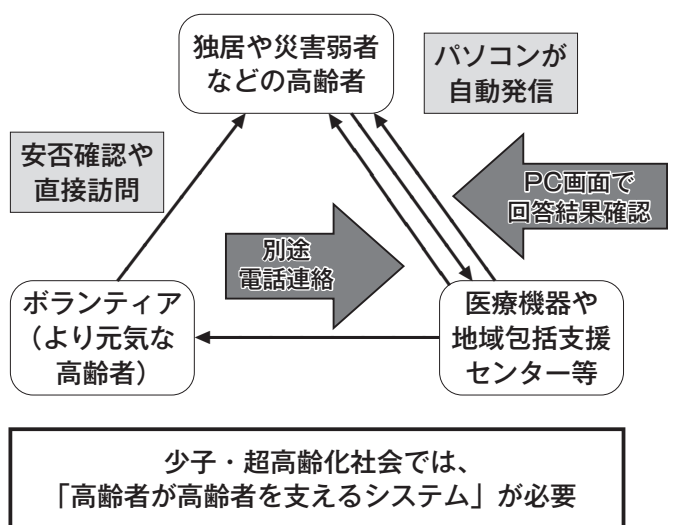 独居や災害弱者
などの高齢者
パソコンが
自動発信
安否確認や
直接訪問
PC画面で
回答結果確認
別途
電話連絡
ボランティア
（より元気な
高齢者）
医療機器や
地域包括支援
センター等
少子・超高齢化社会では、
「高齢者が高齢者を支えるシステム」が必要